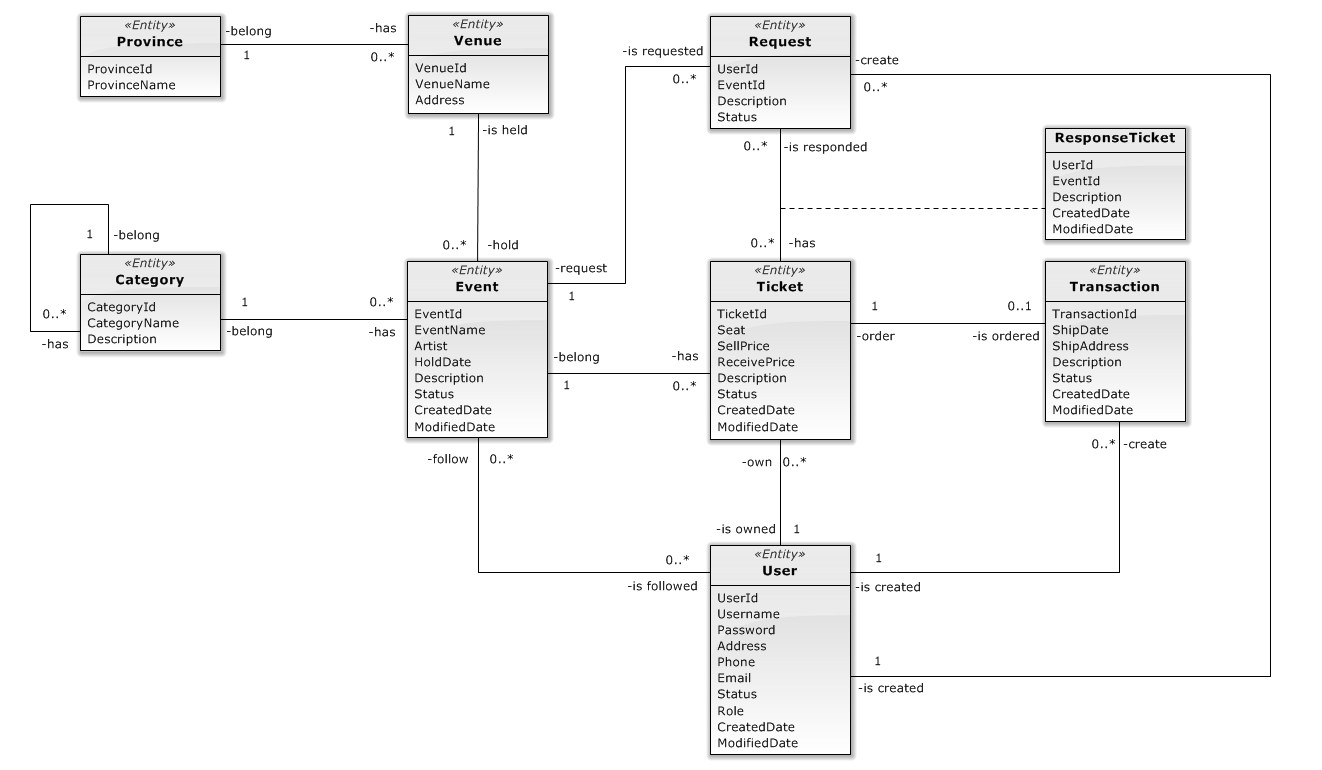 «Entity»
Province
ProvinceId
ProvinceName
-belong
1
-has
0..*
«Entity»
Venue
VenueId
VenueName
Address
1
-is held
0..*
-hold
«Entity»
Request
UserId
EventId
Description
Status
-is requested
0..*
-create
0..*
0..*
-is responded
0..*
-has
ResponseTicket
UserId
EventId
Description
CreatedDate
ModifiedDate
1
-belong
0..*
-has
«Entity»
Category
CategoryId
CategoryName
Description
1
-belong
0..*
-has
«Entity»
Event
EventId
EventName
Artist
HoldDate
Description
Status
CreatedDate
ModifiedDate
-request
1
-belong
1
-has
0..*
«Entity»
Ticket
TicketId
Seat
SellPrice
ReceivePrice
Description
Status
CreatedDate
ModifiedDate
1
-order
0..1
-is ordered
«Entity»
Transaction
TransactionId
ShipDate
ShipAddress
Description
Status
CreatedDate
ModifiedDate
-follow
0..*
-own
0..*
0..*
-create
-is owned
1
0..*
-is followed
1
-is created
«Entity»
User
UserId
Username
Password
Address
Phone
Email
Status
Role
CreatedDate
ModifiedDate
1
-is created